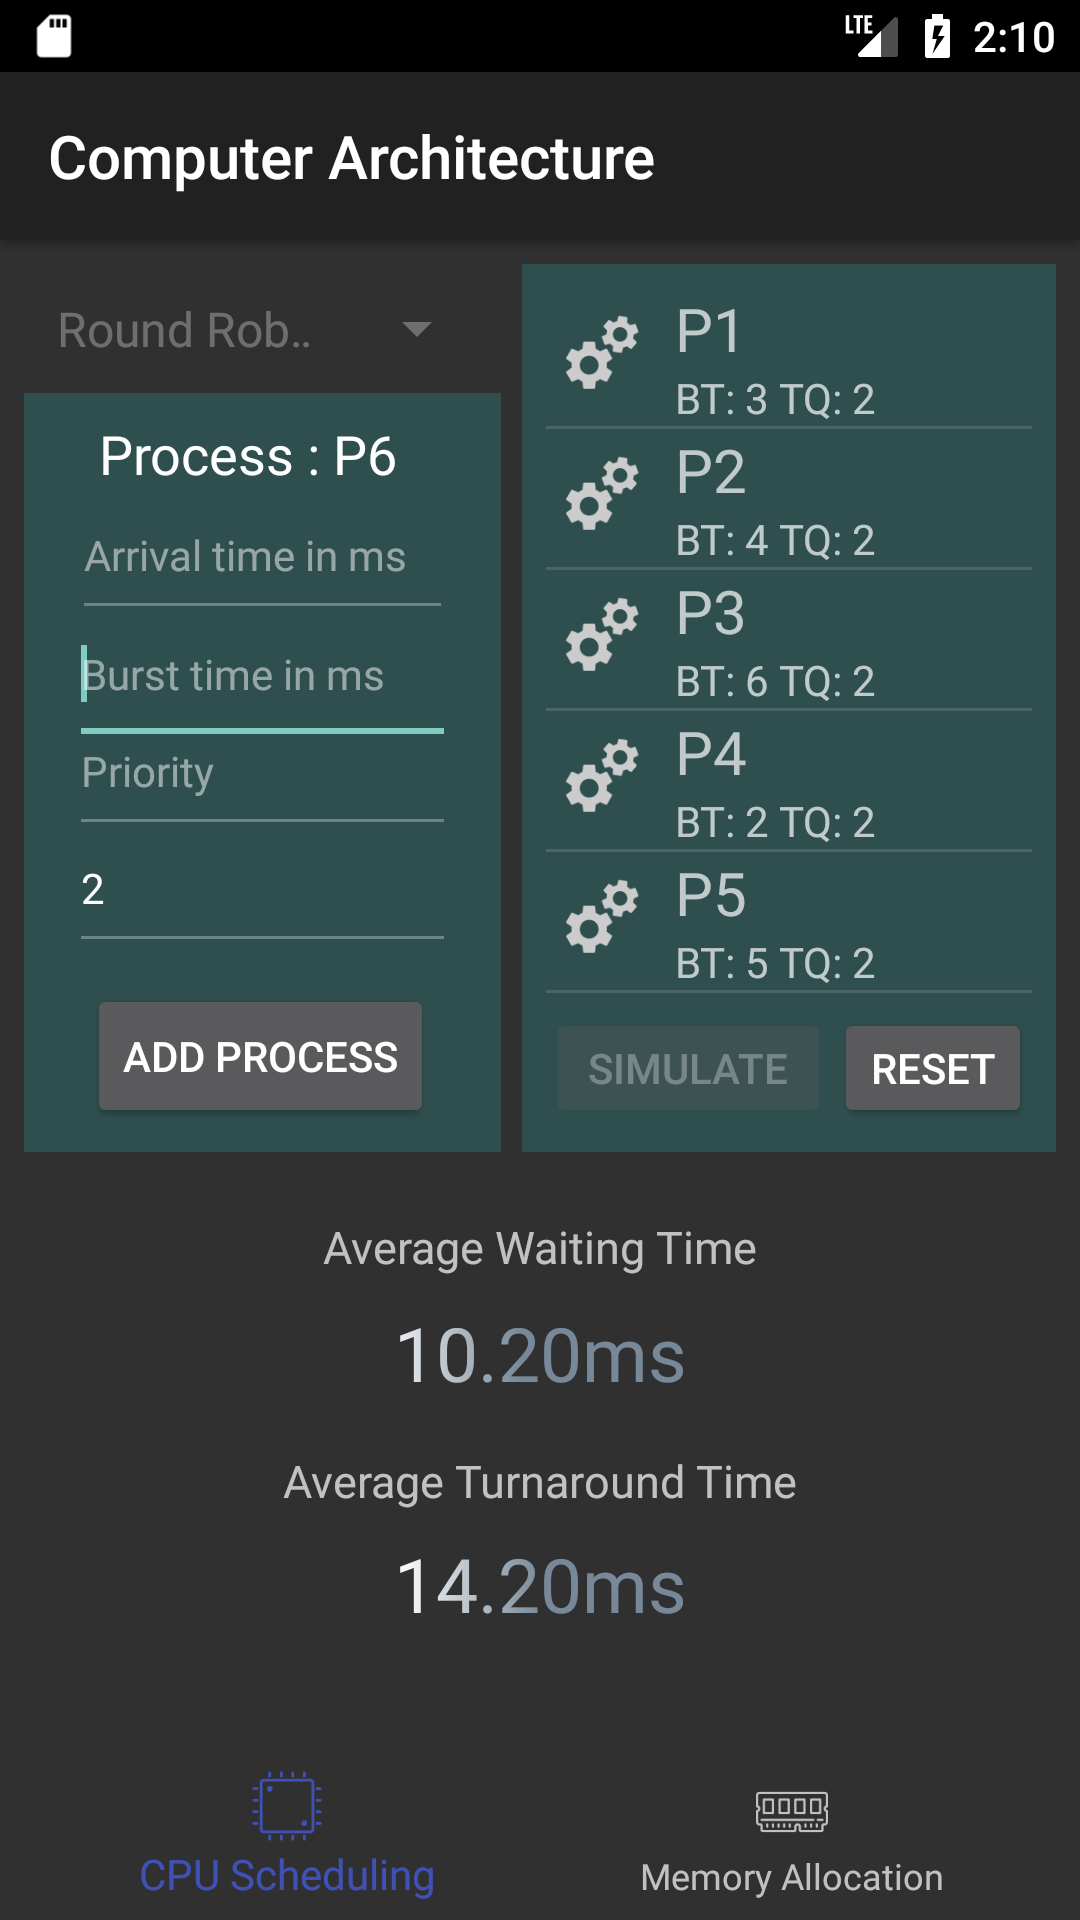 LTE 2:10
Computer Architecture
Round Rob..
Process : P6
Arrival time in ms
Burst time in ms
Priority
2
ADD PROCESS
P1
BT: 3 TQ: 2
P2
BT: 4 TQ: 2
P3
BT: 6 TQ: 2
P4
BT: 2 TQ: 2
P5
BT: 5 TQ: 2
SIMULATE RESET
Average Waiting Time
10.20ms
Average Turnaround Time
14.20ms
CPU Scheduling
Memory Allocation